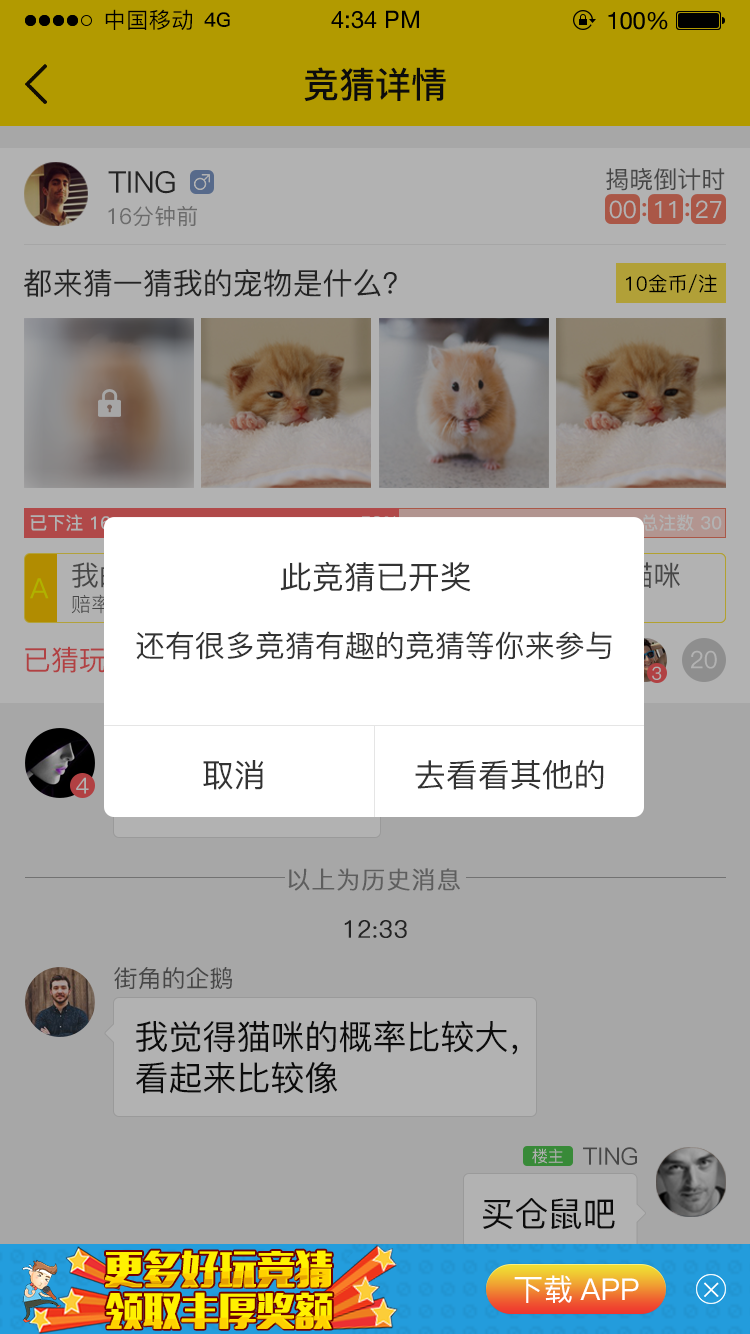 中国移动 4G 4:34 PM 100%
竞猜详情
TING 揭晓倒计时
16分钟前 00:11:27
都来猜一猜我的宠物是什么? 10金币/注
已下注 16 总注数 30
A 我的 猫咪
赔率
已猜玩 3 20
此竞猜已开奖
还有很多竞猜有趣的竞猜等你来参与
取消 去看看其他的
4
以上为历史消息
12:33
街角的企鹅
我觉得猫咪的概率比较大,
看起来比较像
楼主 TING
买仓鼠吧
更多好玩竞猜
领取丰厚奖额
下载 APP